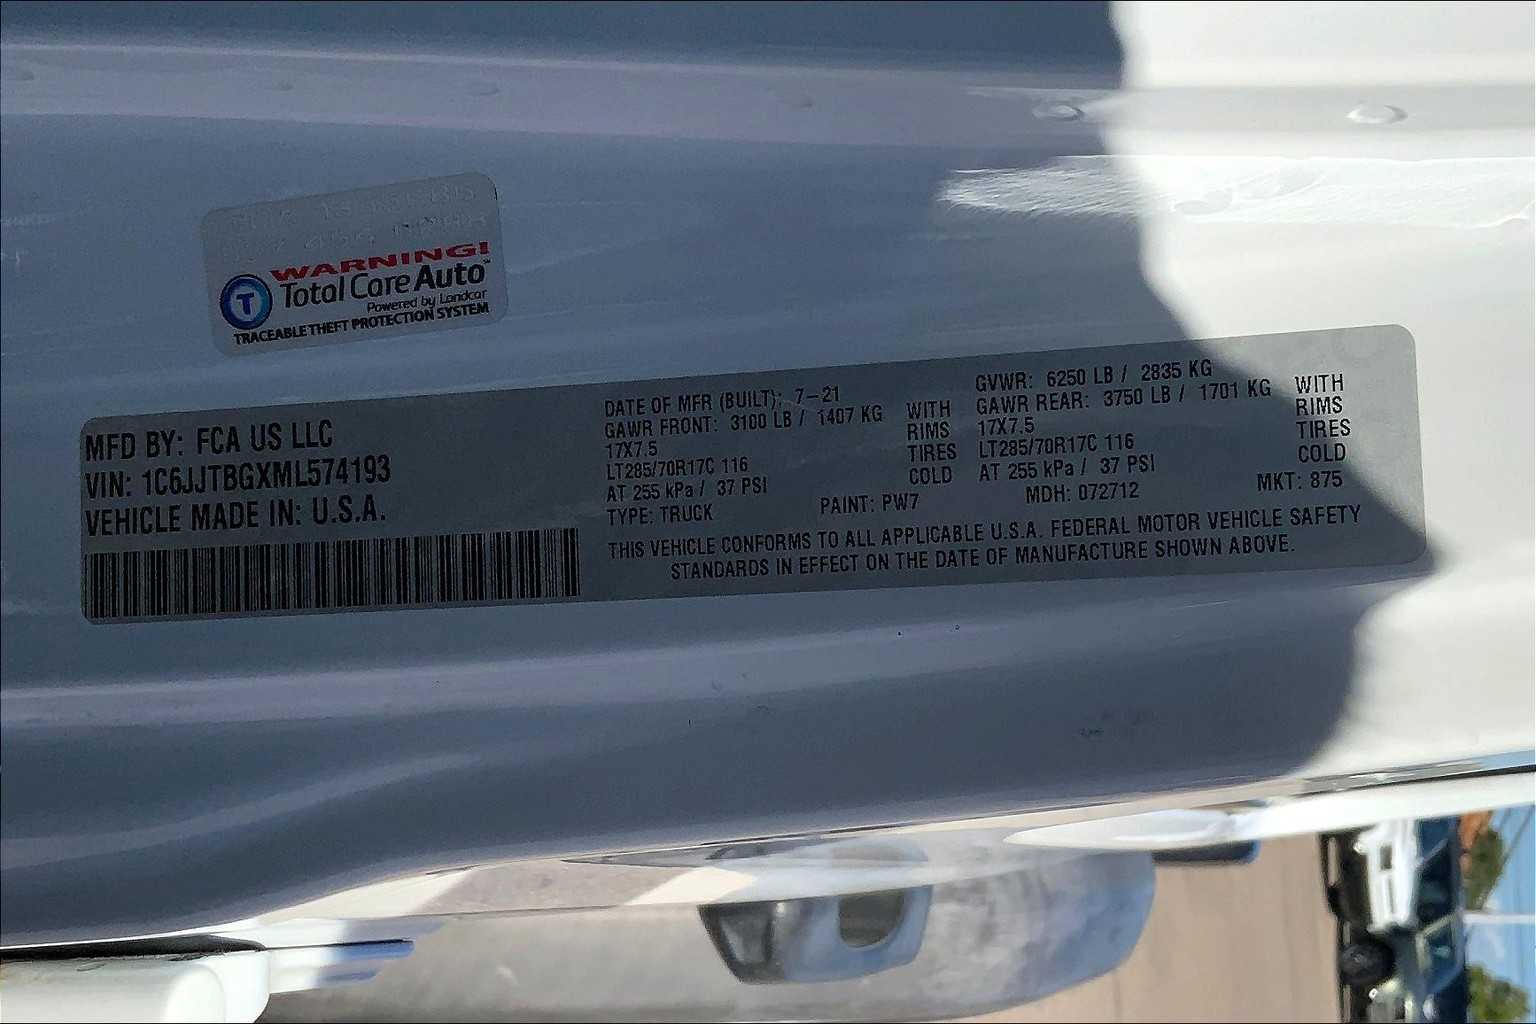 WARNING!
T Total Care Auto
Powered by Landcar
TRACEABLE THEFT PROTECTION SYSTEM
MFD BY: FCA US LLC
VIN: 1C6JJTBGXML574193
VEHICLE MADE IN: U.S.A.
DATE OF MFR (BUILT): 7-21
GAWR FRONT: 3100 LB / 1407 KG WITH
17X7.5 RIMS
LT285/70R17C 116 TIRES
AT 255 kPa / 37 PSI COLD
TYPE: TRUCK PAINT: PW7
GVWR: 6250 LB / 2835 KG
GAWR REAR: 3750 LB / 1701 KG WITH
17X7.5 RIMS
LT285/70R17C 116 TIRES
AT 255 kPa / 37 PSI COLD
MDH: 072712 MKT: 875
THIS VEHICLE CONFORMS TO ALL APPLICABLE U.S.A. FEDERAL MOTOR VEHICLE SAFETY
STANDARDS IN EFFECT ON THE DATE OF MANUFACTURE SHOWN ABOVE.